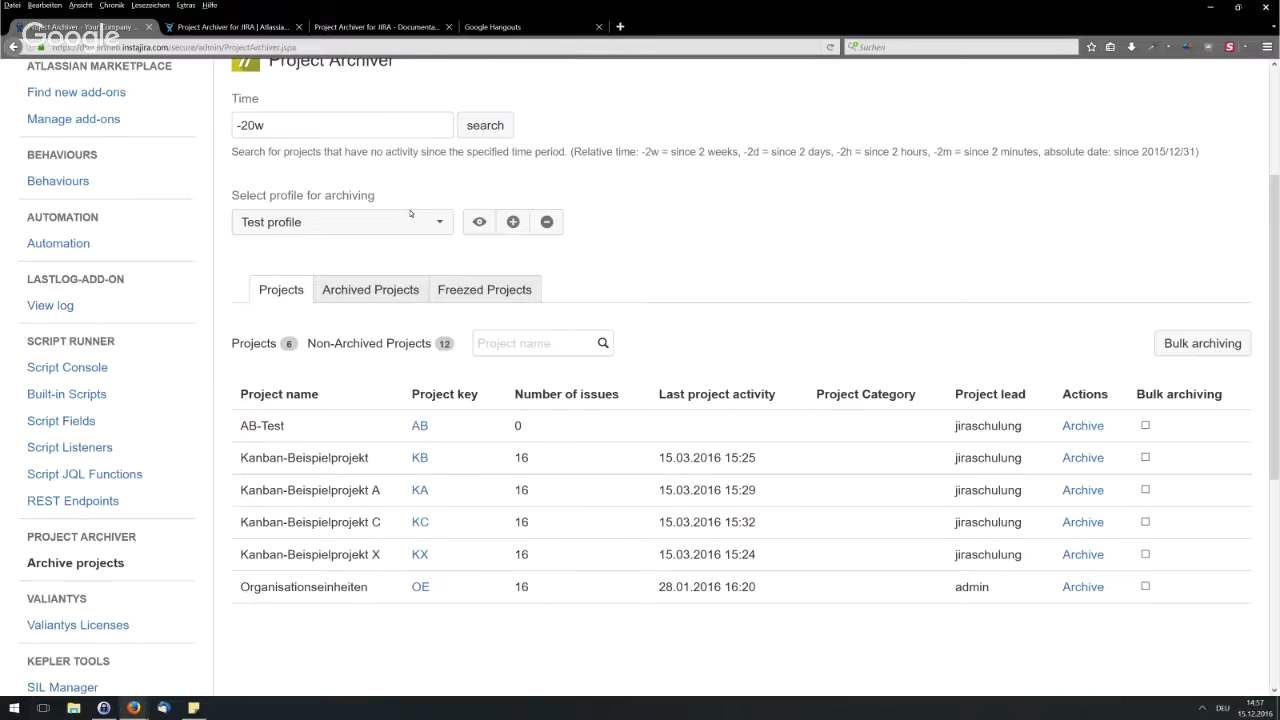 Datei Bearbeiten Ansicht Chronik Lesezeichen Extras Hilfe
Project Archiver - Your Company
Project Archiver for JIRA | Atlassian...
Project Archiver for JIRA - Documenta...
Google Hangouts
Google
.instajira.com/secure/admin/ProjectArchiver.jspa
Suchen
ATLASSIAN MARKETPLACE
Find new add-ons
Manage add-ons
BEHAVIOURS
Behaviours
AUTOMATION
Automation
LASTLOG-ADD-ON
View log
SCRIPT RUNNER
Script Console
Built-in Scripts
Script Fields
Script Listeners
Script JQL Functions
REST Endpoints
PROJECT ARCHIVER
Archive projects
VALIANTYS
Valiantys Licenses
KEPLER TOOLS
SIL Manager
Project Archiver
Time
-20w search
Search for projects that have no activity since the specified time period. (Relative time: -2w = since 2 weeks, -2d = since 2 days, -2h = since 2 hours, -2m = since 2 minutes, absolute date: since 2015/12/31)
Select profile for archiving
Test profile
Projects Archived Projects Freezed Projects
Projects 6 Non-Archived Projects 12 Project name Bulk archiving
Project name Project key Number of issues Last project activity Project Category Project lead Actions Bulk archiving
AB-Test AB 0 jiraschulung Archive
Kanban-Beispielprojekt KB 16 15.03.2016 15:25 jiraschulung Archive
Kanban-Beispielprojekt A KA 16 15.03.2016 15:29 jiraschulung Archive
Kanban-Beispielprojekt C KC 16 15.03.2016 15:32 jiraschulung Archive
Kanban-Beispielprojekt X KX 16 15.03.2016 15:24 jiraschulung Archive
Organisationseinheiten OE 16 28.01.2016 16:20 admin Archive
DEU
14:57
15.12.2016